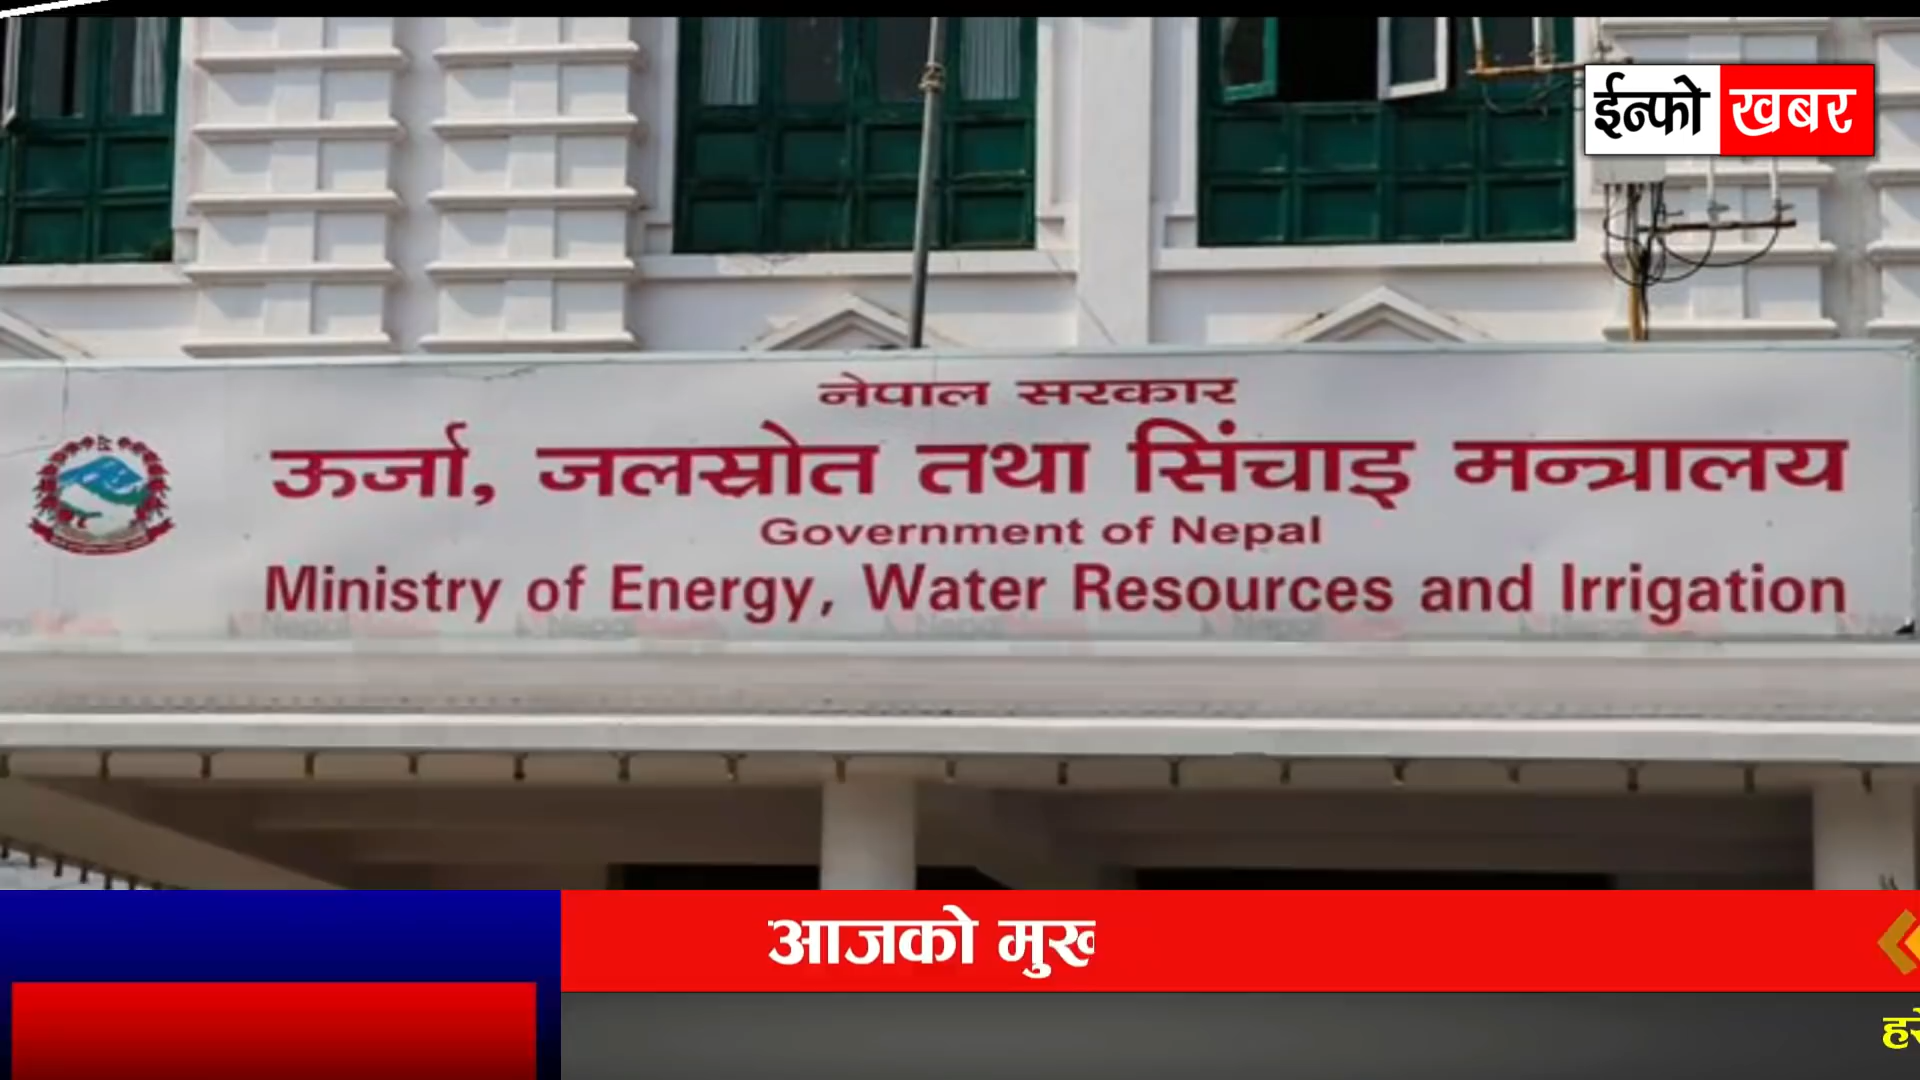 ईन्फो खबर
नेपाल सरकार
ऊर्जा, जलस्रोत तथा सिंचाइ मन्त्रालय
Government of Nepal
Ministry of Energy, Water Resources and Irrigation
आजको